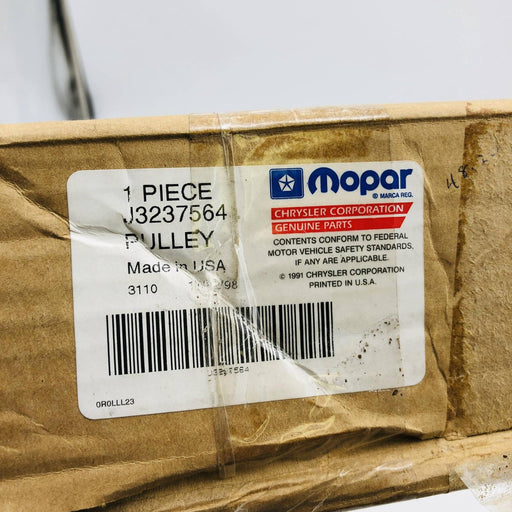 1 PIECE
J3237564
PULLEY
Made in USA
3110
J3237564
0R0LLL23
Mopar
® MARCA REG.
CHRYSLER CORPORATION
GENUINE PARTS
CONTENTS CONFORM TO FEDERAL
MOTOR VEHICLE SAFETY STANDARDS,
IF ANY ARE APPLICABLE.
© 1991 CHRYSLER CORPORATION
PRINTED IN U.S.A.